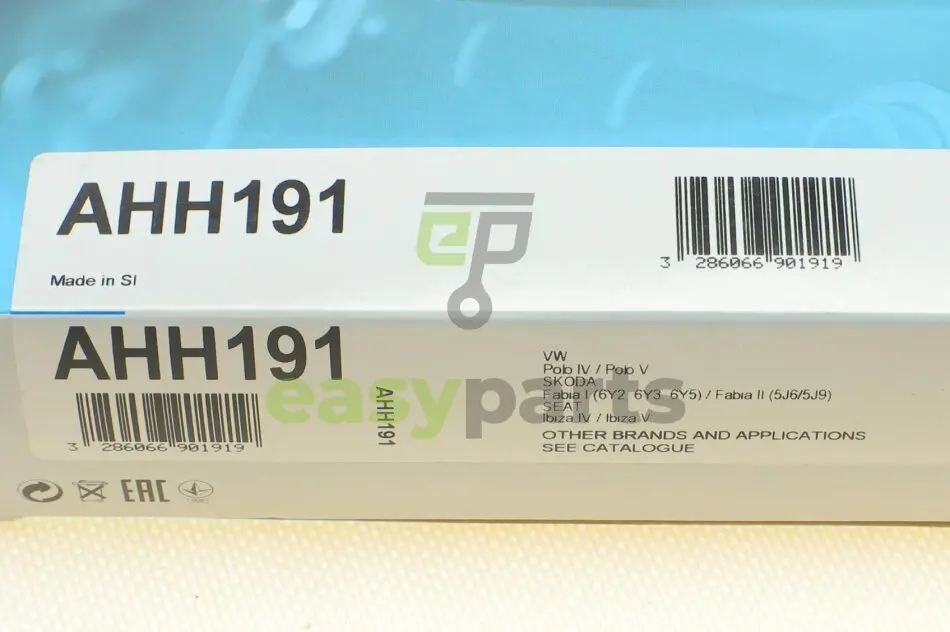 AHH191
Made in SI
3 286066 901919
ep
AHH191
3 286066 901919
AHH191
easyparts
VW
Polo IV / Polo V
SKODA
Fabia I (6Y2, 6Y3, 6Y5) / Fabia II (5J6/5J9)
SEAT
Ibiza IV / Ibiza V
OTHER BRANDS AND APPLICATIONS
SEE CATALOGUE
EAC